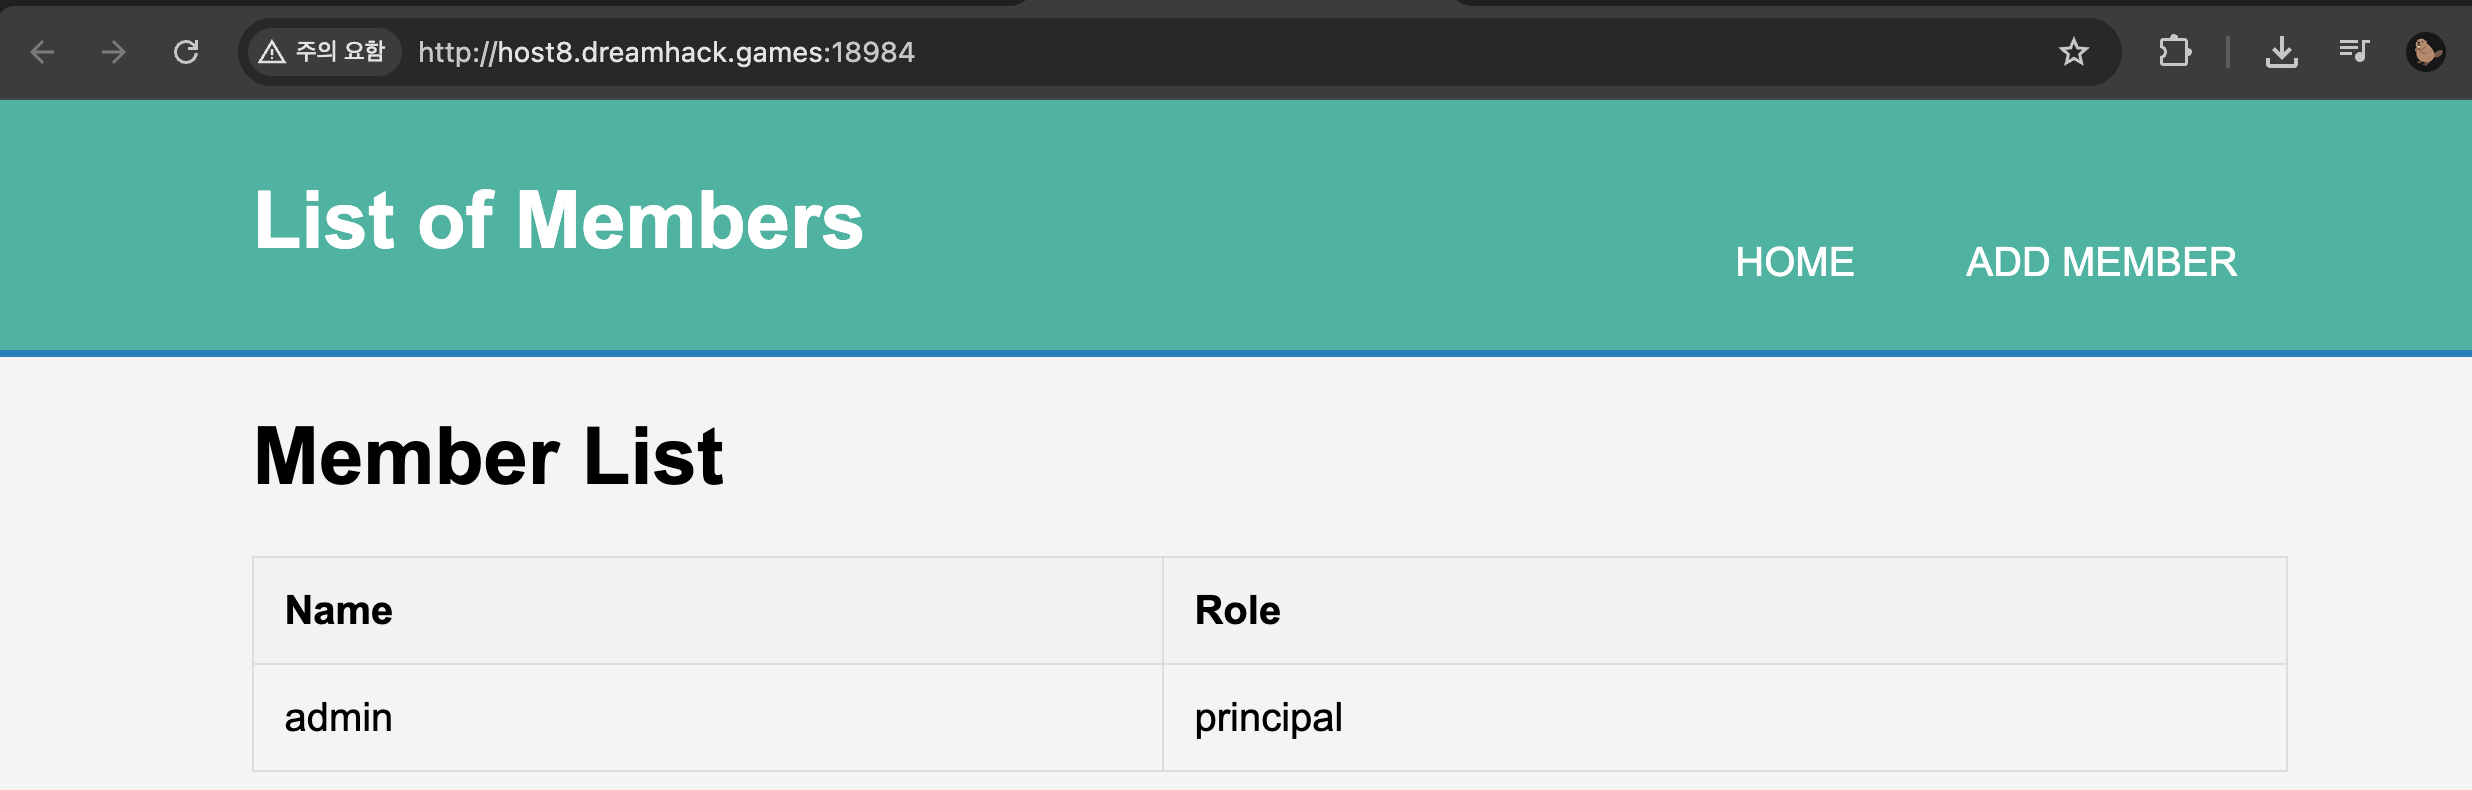 주의 요함 http://host8.dreamhack.games:18984
List of Members
HOME ADD MEMBER
Member List
Name Role
admin principal